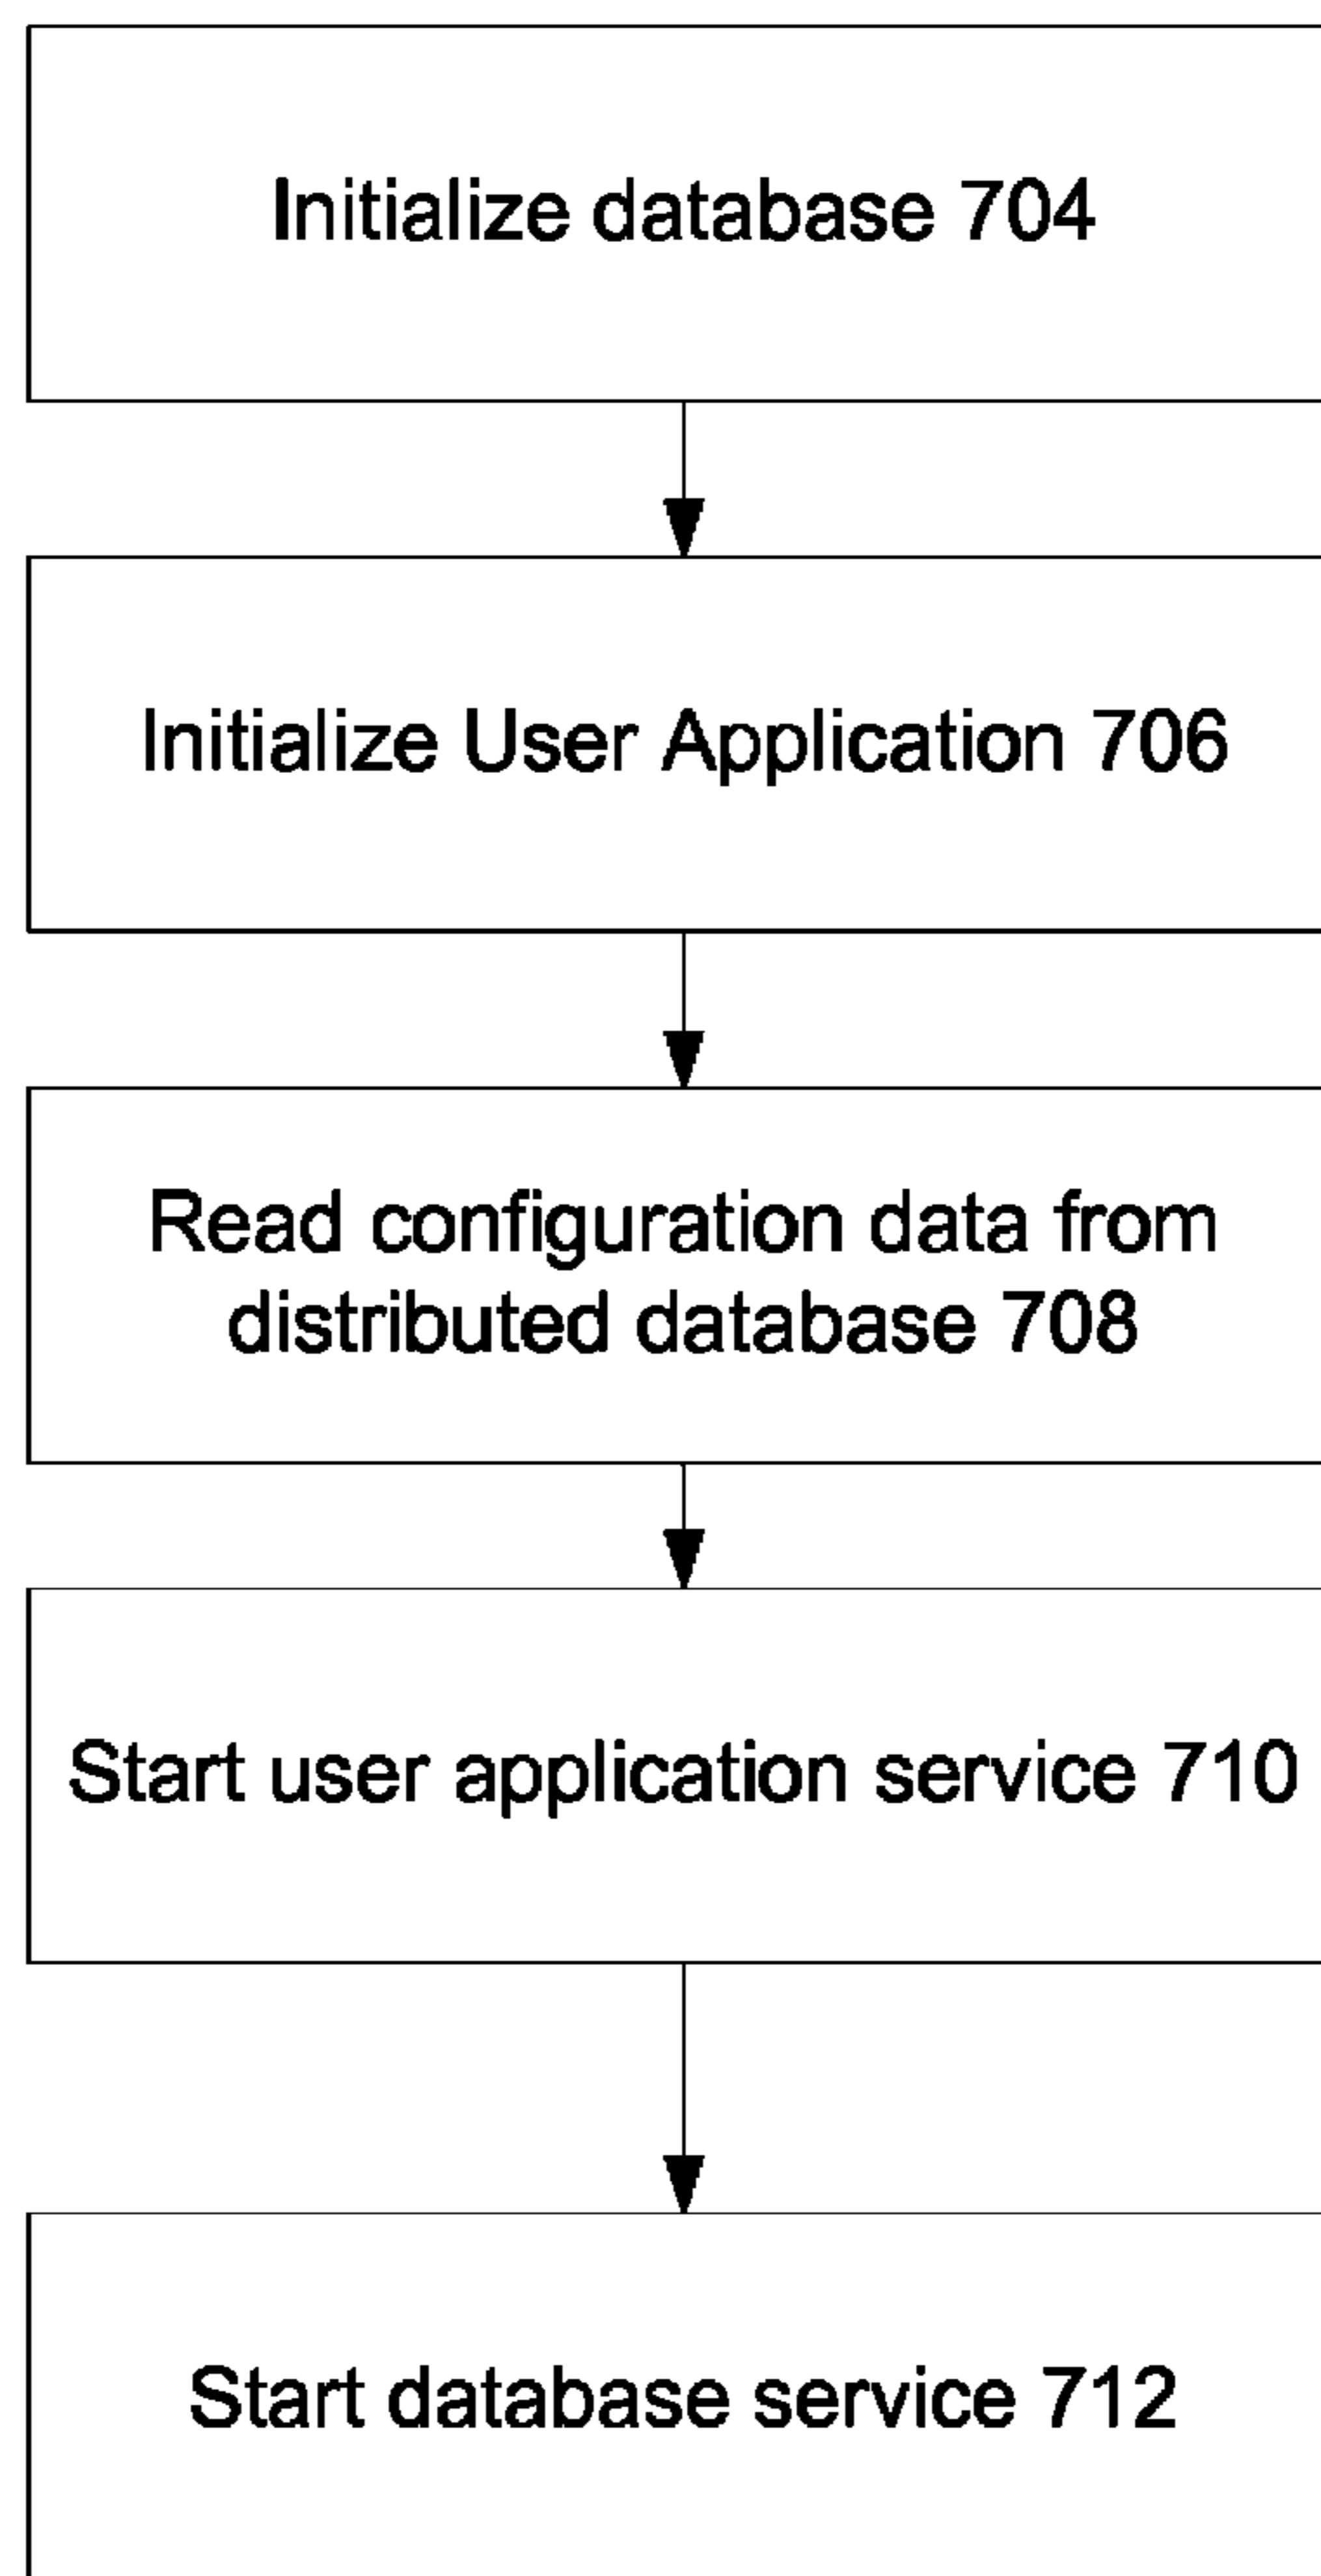 Initialize database 704
Initialize User Application 706
Read configuration data from
distributed database 708
Start user application service 710
Start database service 712